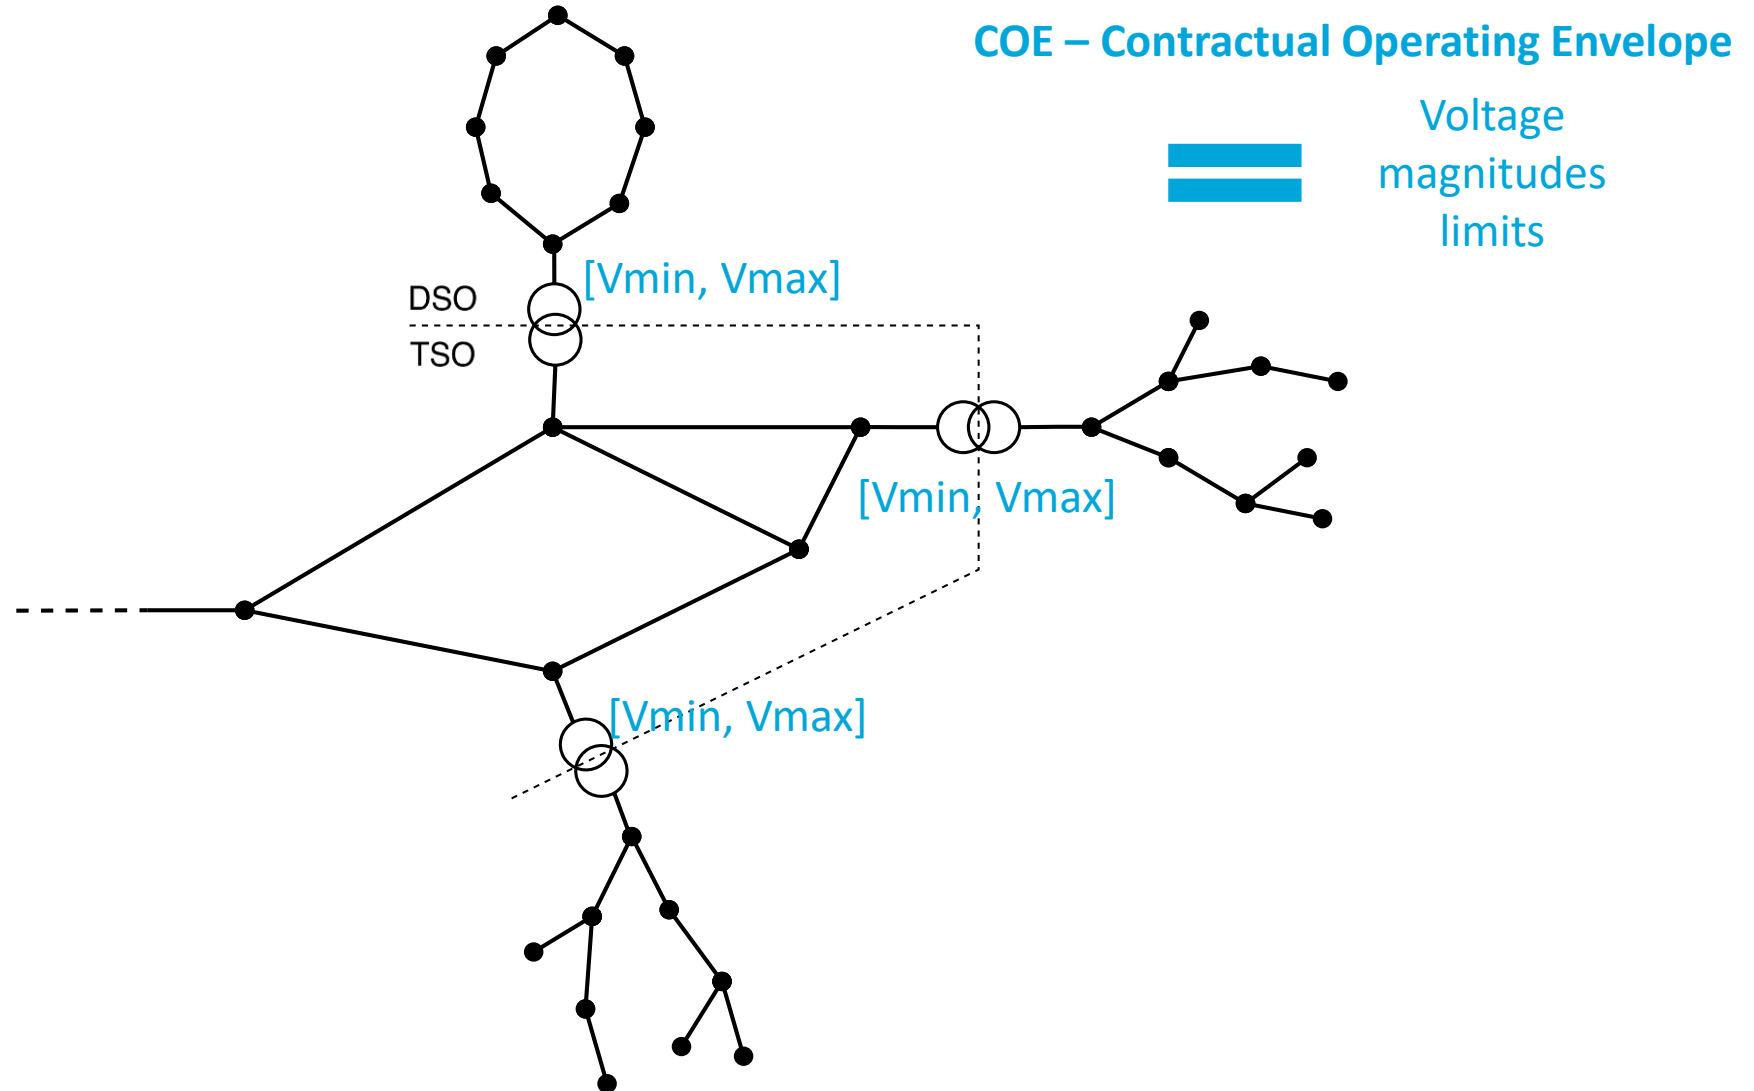 COE – Contractual Operating Envelope
Voltage
magnitudes
limits
[Vmin, Vmax]
DSO
TSO
[Vmin, Vmax]
[Vmin, Vmax]